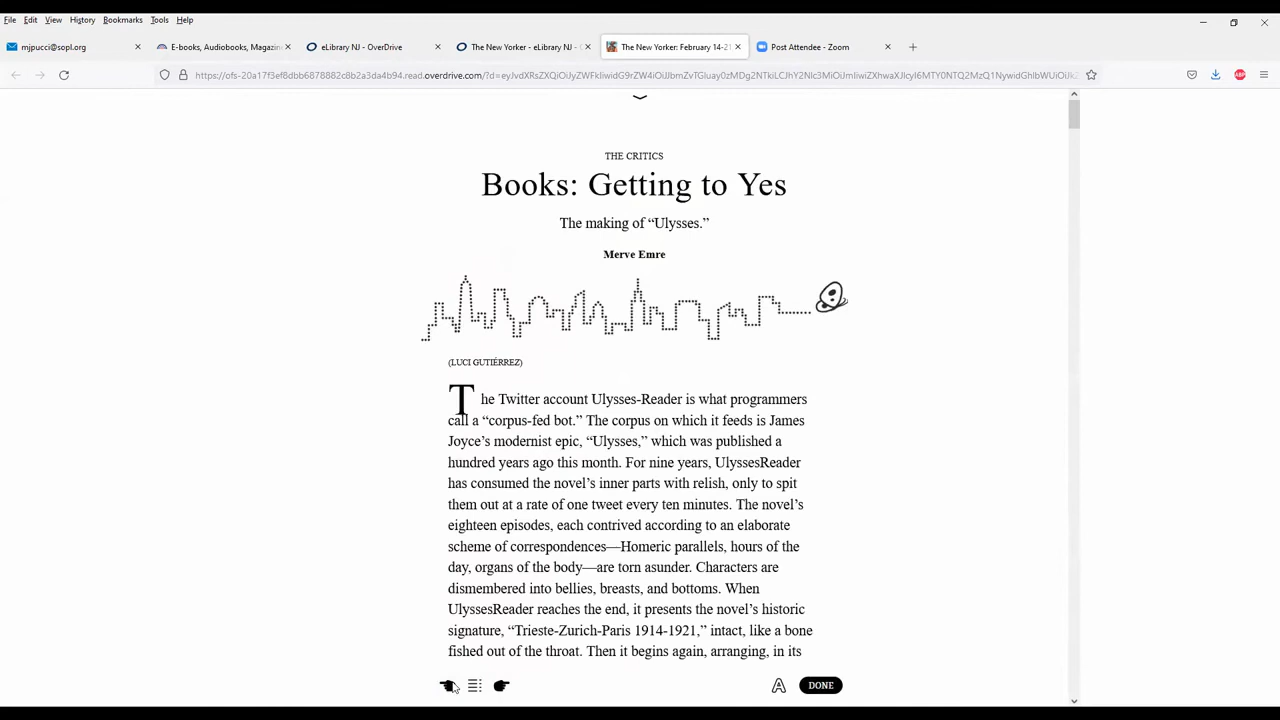 File Edit View History Bookmarks Tools Help
mjpucci@sopl.org
E-books, Audiobooks, Magazin
eLibrary NJ - OverDrive
The New Yorker - eLibrary NJ -
The New Yorker: February 14-21
Post Attendee - Zoom
THE CRITICS
Books: Getting to Yes
The making of “Ulysses.”
Merve Emre
(LUCI GUTIÉRREZ)
The Twitter account Ulysses-Reader is what programmers
call a “corpus-fed bot.” The corpus on which it feeds is James
Joyce’s modernist epic, “Ulysses,” which was published a
hundred years ago this month. For nine years, UlyssesReader
has consumed the novel’s inner parts with relish, only to spit
them out at a rate of one tweet every ten minutes. The novel’s
eighteen episodes, each contrived according to an elaborate
scheme of correspondences—Homeric parallels, hours of the
day, organs of the body—are torn asunder. Characters are
dismembered into bellies, breasts, and bottoms. When
UlyssesReader reaches the end, it presents the novel’s historic
signature, “Trieste-Zurich-Paris 1914-1921,” intact, like a bone
fished out of the throat. Then it begins again, arranging, in its
A DONE